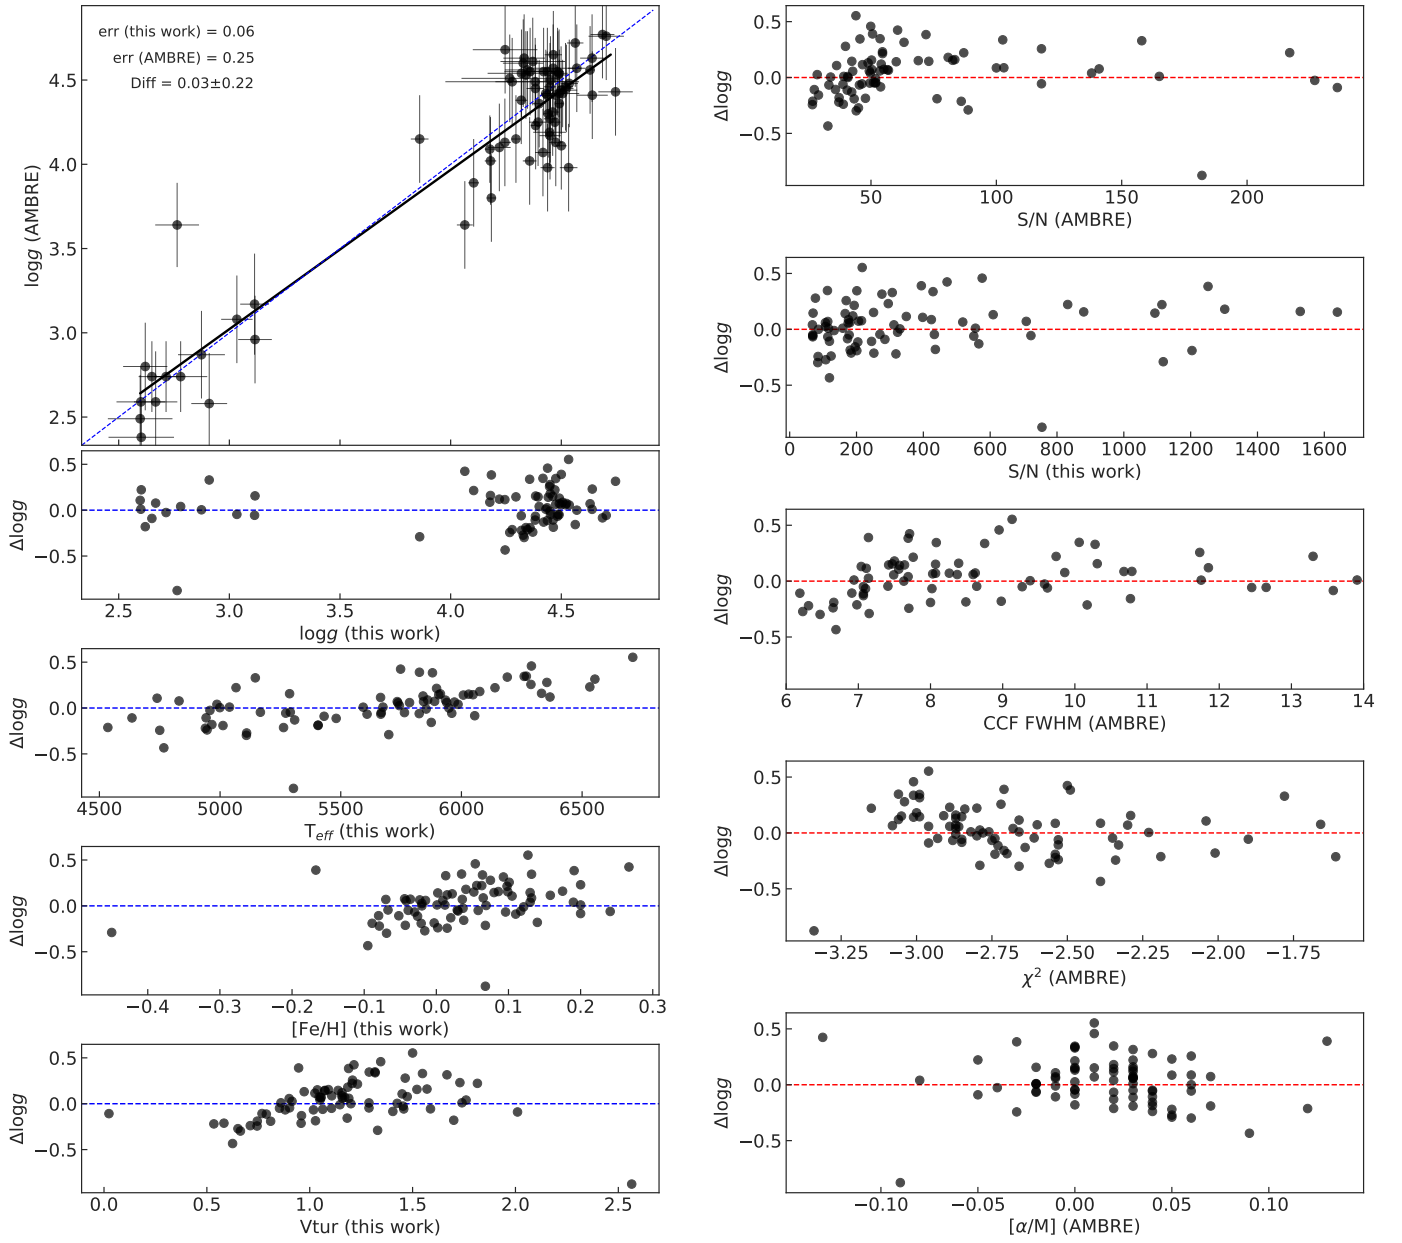 err (this work) = 0.06
err (AMBRE) = 0.25
Diff = 0.03±0.22
4.5
4.0
3.5
3.0
2.5
logg (AMBRE)
0.5
0.0
−0.5
Δlogg
2.5 3.0 3.5 4.0 4.5
logg (this work)
0.5
0.0
−0.5
Δlogg
4500 5000 5500 6000 6500
Teff (this work)
0.5
0.0
−0.5
Δlogg
−0.4 −0.3 −0.2 −0.1 0.0 0.1 0.2 0.3
[Fe/H] (this work)
0.5
0.0
−0.5
Δlogg
0.0 0.5 1.0 1.5 2.0 2.5
Vtur (this work)
0.5
0.0
−0.5
Δlogg
50 100 150 200
S/N (AMBRE)
0.5
0.0
−0.5
Δlogg
0 200 400 600 800 1000 1200 1400 1600
S/N (this work)
0.5
0.0
−0.5
Δlogg
6 7 8 9 10 11 12 13 14
CCF FWHM (AMBRE)
0.5
0.0
−0.5
Δlogg
−3.25 −3.00 −2.75 −2.50 −2.25 −2.00 −1.75
χ² (AMBRE)
0.5
0.0
−0.5
Δlogg
−0.10 −0.05 0.00 0.05 0.10
[α/M] (AMBRE)